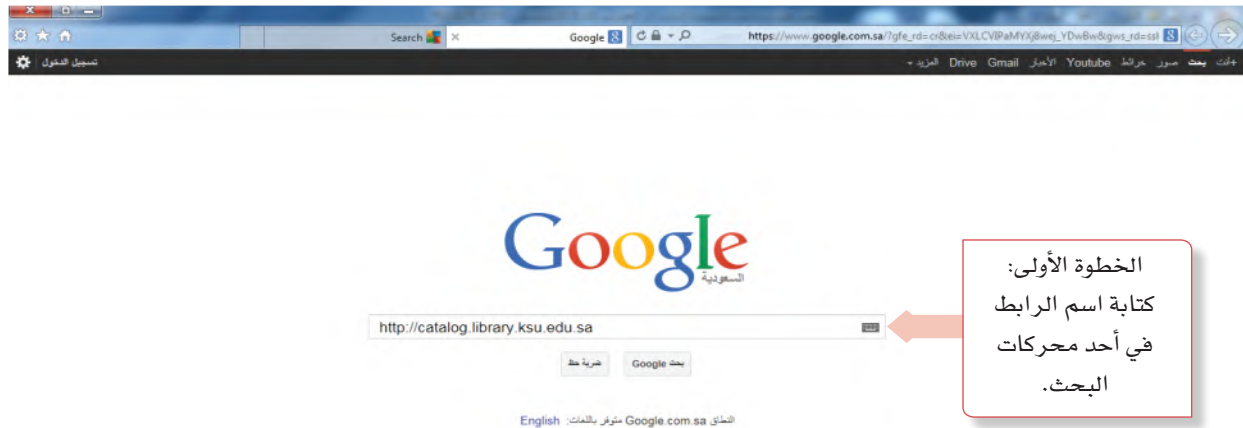 Search
Google
https://www.google.com.sa/?gfe_rd=cr&ei=VXLCVIPaMYXj8wej_YDwBw&gws_rd=ssl
+أنت بحث صور خرائط Youtube الأخبار Gmail Drive المزيد
تسجيل الدخول
Google
السعودية
http://catalog.library.ksu.edu.sa
بحث Google
ضربة حظ
النطاق Google.com.sa متوفر باللغات: English
الخطوة الأولى:
كتابة اسم الرابط
في أحد محركات
البحث.